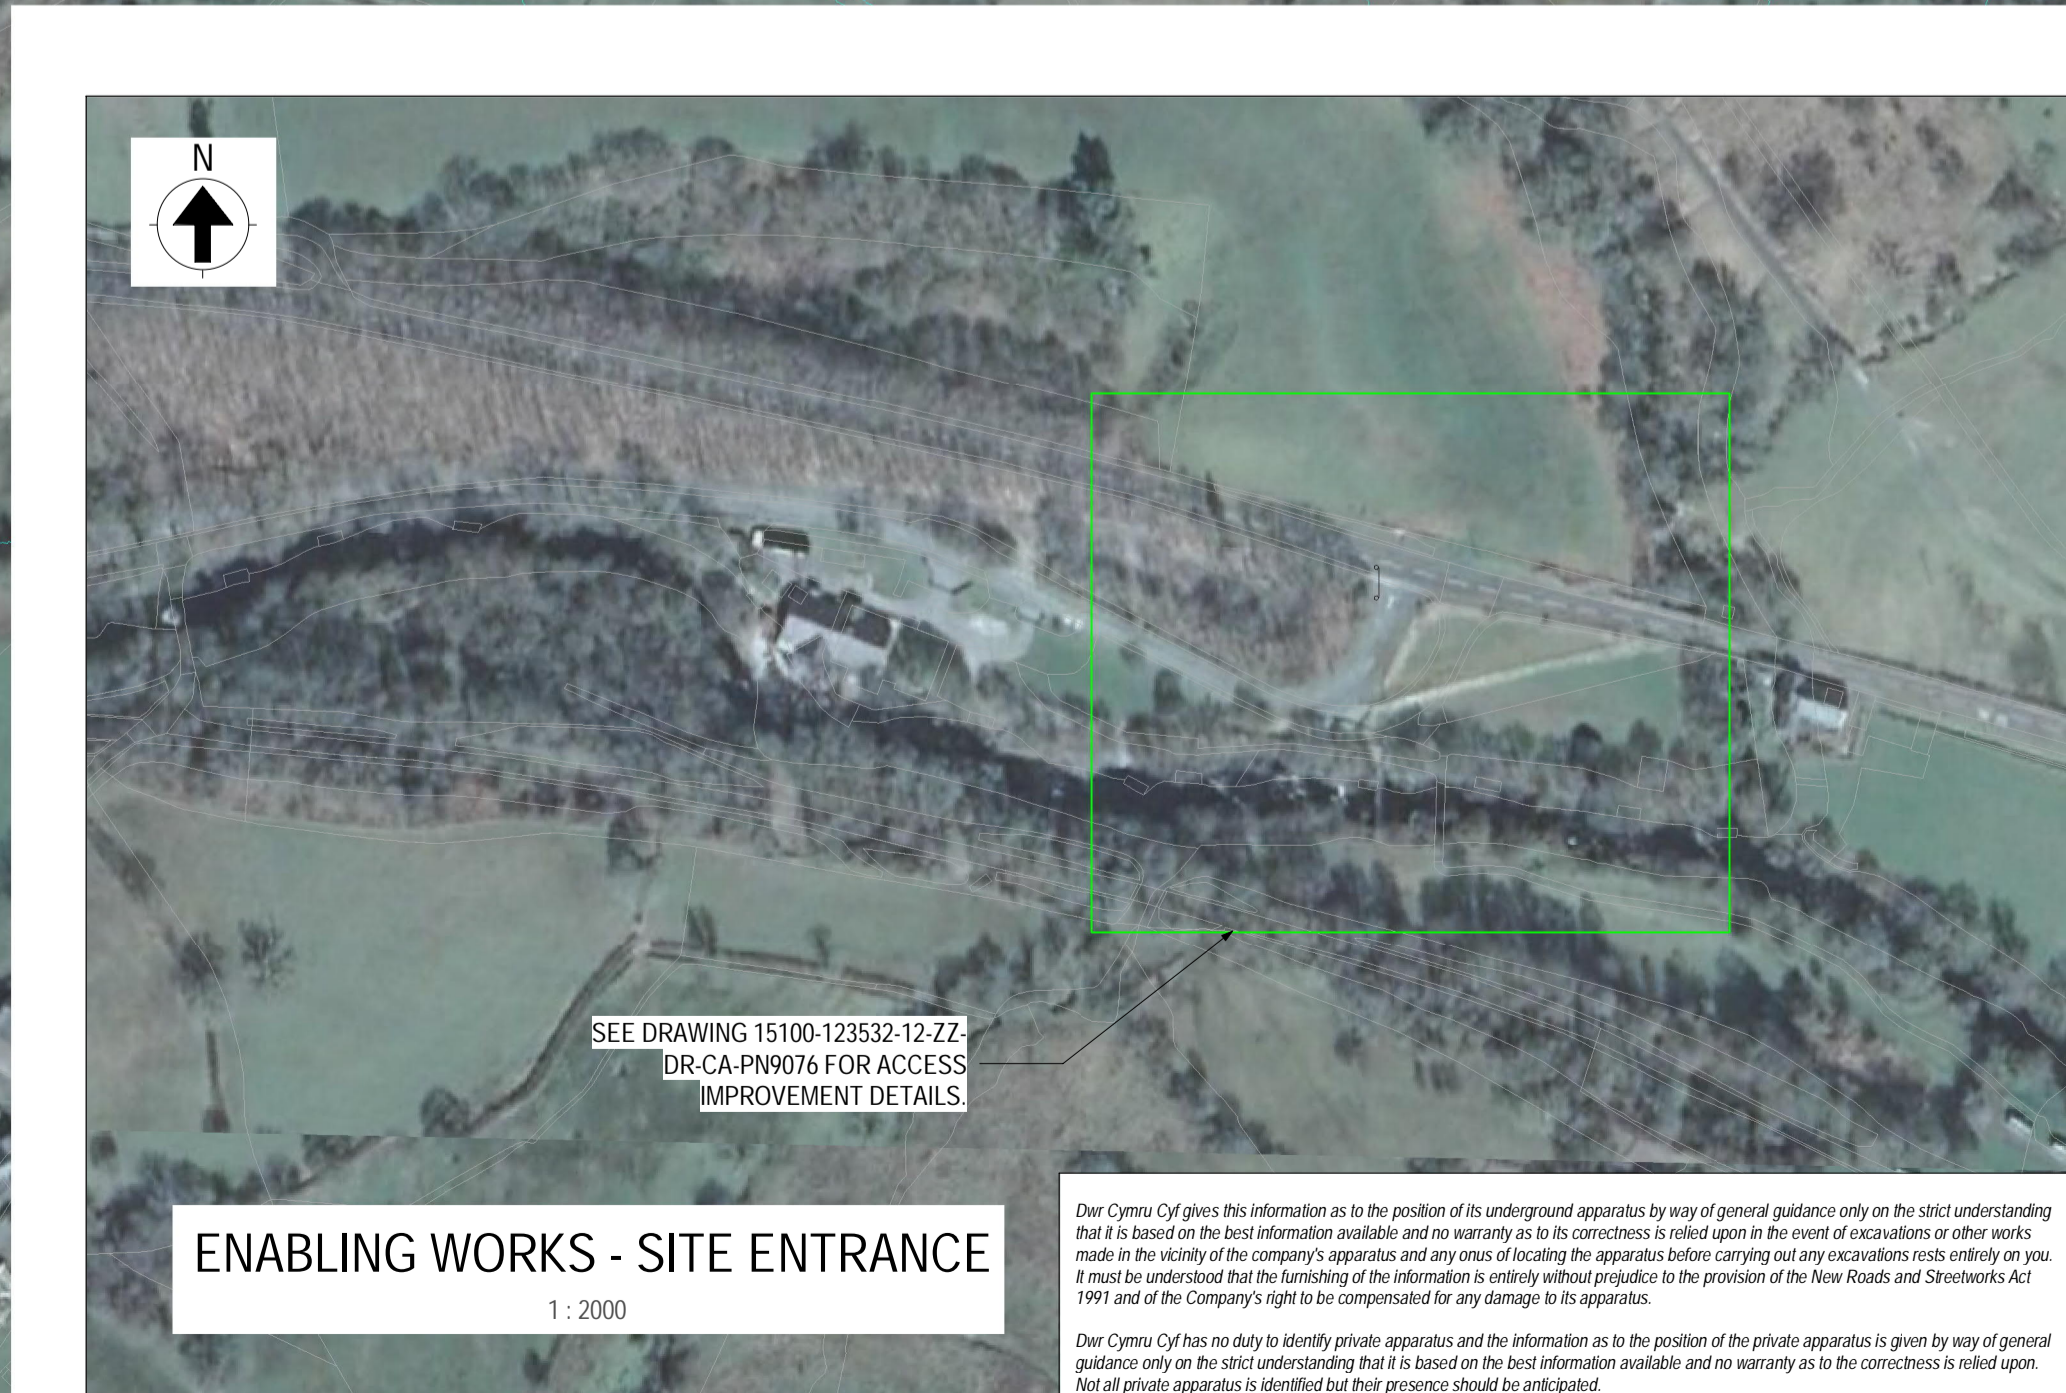 N
SEE DRAWING 15100-123532-12-ZZ-
DR-CA-PN9076 FOR ACCESS
IMPROVEMENT DETAILS.
ENABLING WORKS - SITE ENTRANCE
1 : 2000
Dwr Cymru Cyf gives this information as to the position of its underground apparatus by way of general guidance only on the strict understanding
that it is based on the best information available and no warranty as to its correctness is relied upon in the event of excavations or other works
made in the vicinity of the company's apparatus and any onus of locating the apparatus before carrying out any excavations rests entirely on you.
It must be understood that the furnishing of the information is entirely without prejudice to the provision of the New Roads and Streetworks Act
1991 and of the Company's right to be compensated for any damage to its apparatus.
Dwr Cymru Cyf has no duty to identify private apparatus and the information as to the position of the private apparatus is given by way of general
guidance only on the strict understanding that it is based on the best information available and no warranty as to the correctness is relied upon.
Not all private apparatus is identified but their presence should be anticipated.